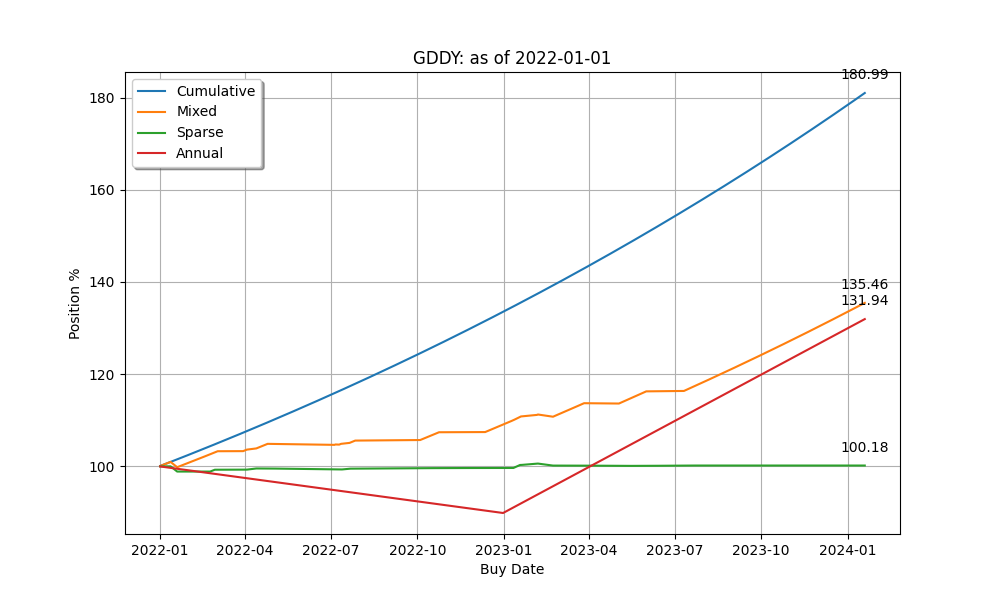 GDDY: as of 2022-01-01
180.99
Cumulative
Mixed
Sparse
Annual
180
160
140
120
100
135.46
131.94
100.18
Position %
2022-01 2022-04 2022-07 2022-10 2023-01 2023-04 2023-07 2023-10 2024-01
Buy Date